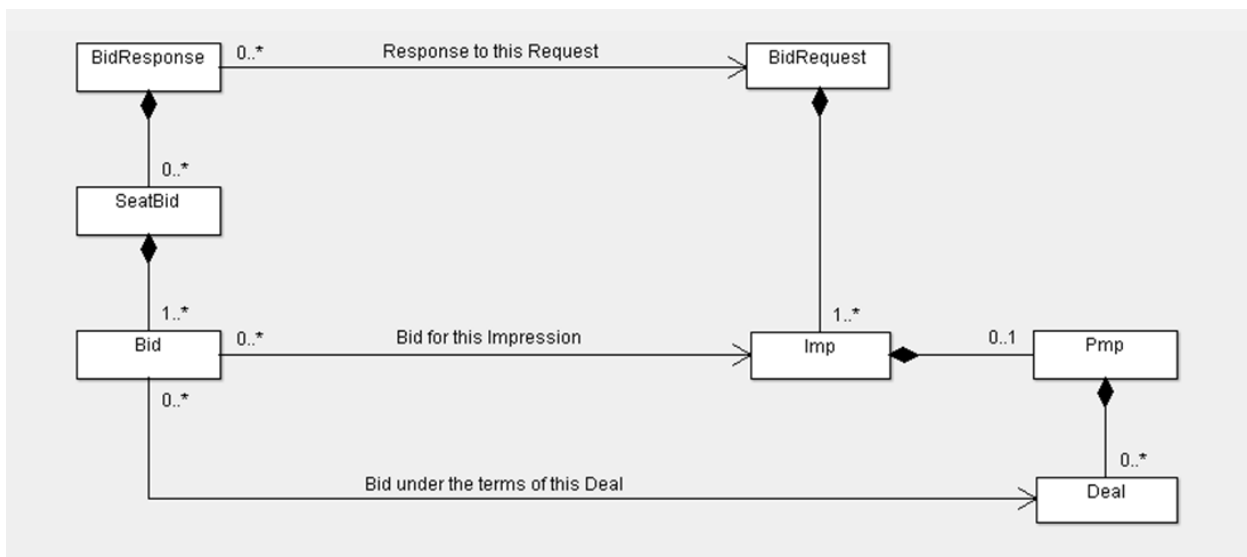 BidResponse
0..*
Response to this Request
BidRequest
0..*
SeatBid
1..*
1..*
Bid
0..*
Bid for this Impression
Imp
0..1
Pmp
0..*
0..*
Bid under the terms of this Deal
Deal